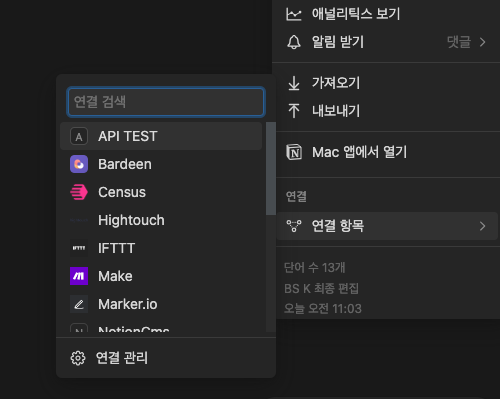 애널리틱스 보기
알림 받기 댓글
가져오기
내보내기
Mac 앱에서 열기
연결
연결 항목
단어 수 13개
BS K 최종 편집
오늘 오전 11:03
연결 검색
A API TEST
Bardeen
Census
Hightouch
IFTTT IFTTT
Make
Marker.io
N NotionCms
연결 관리